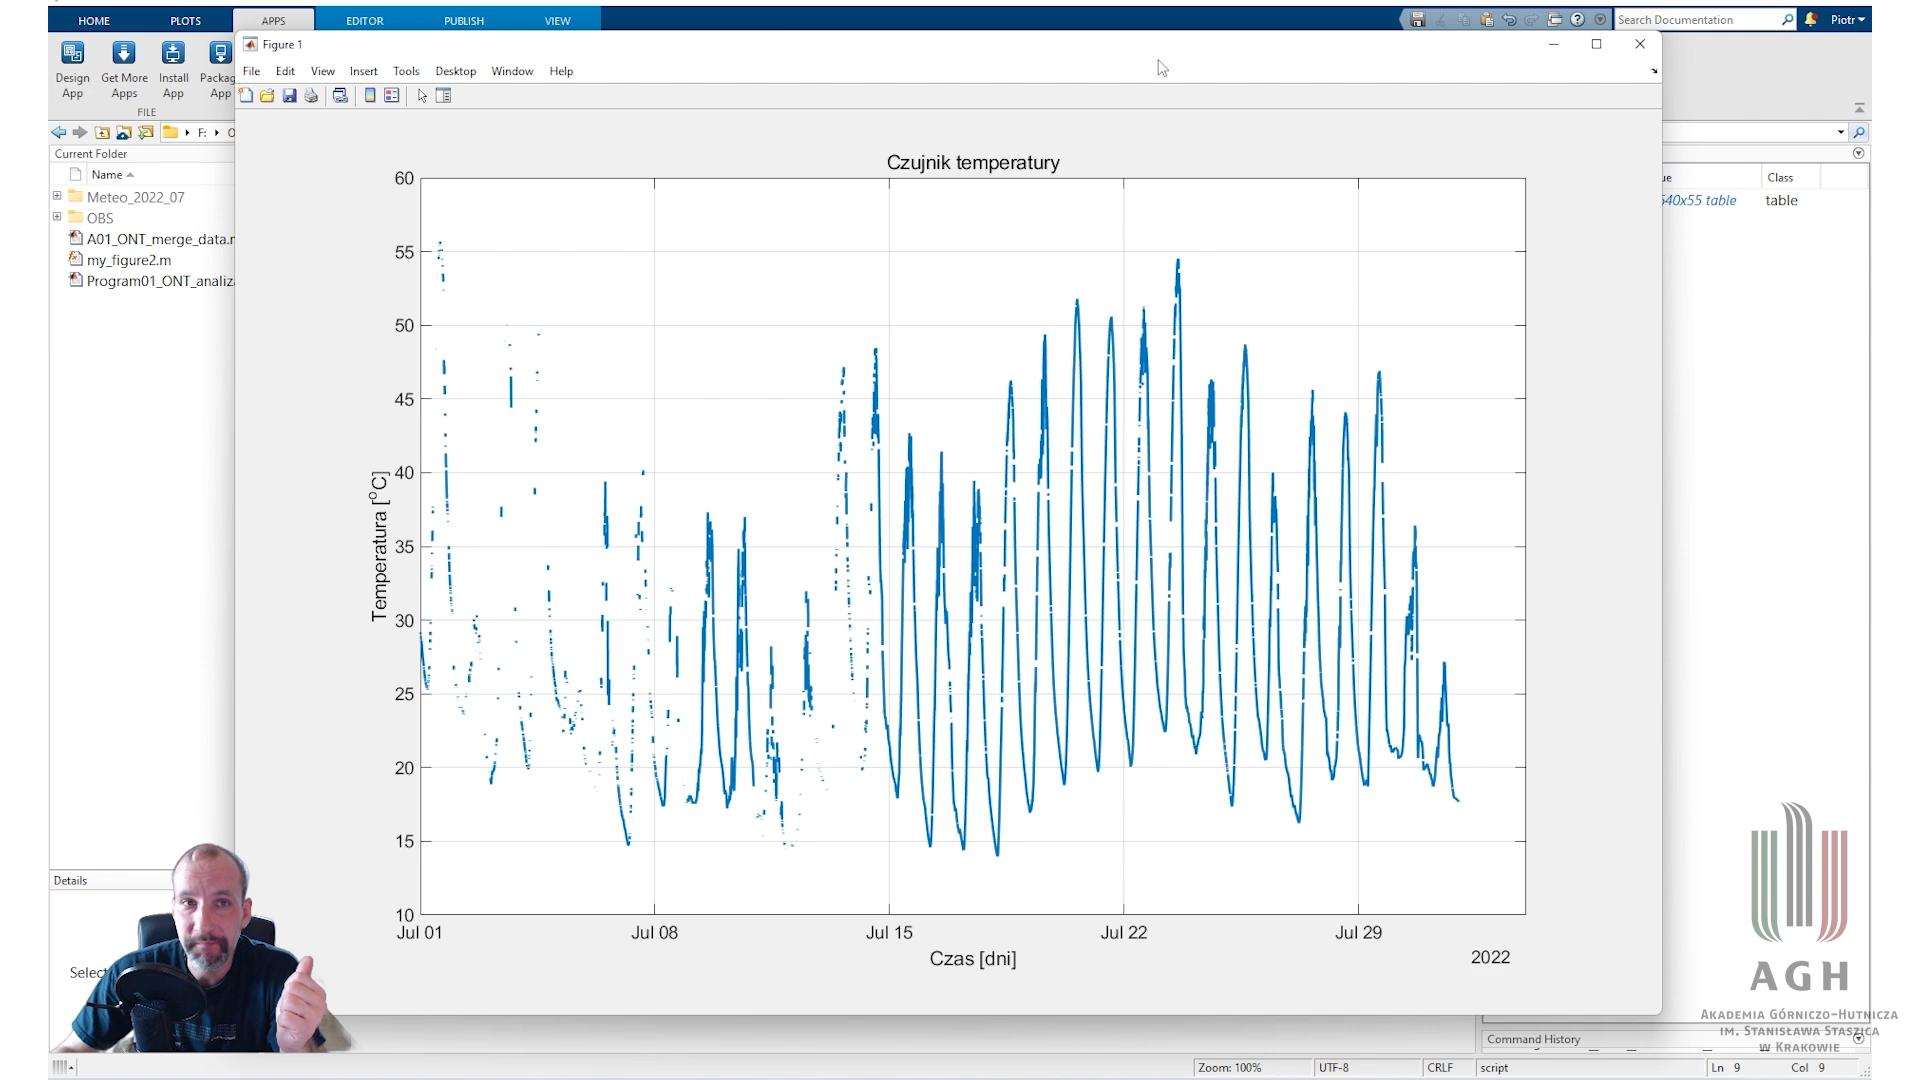 HOME PLOTS APPS EDITOR PUBLISH VIEW
Search Documentation
Piotr
Design App
Get More Apps
Install App
FILE
Figure 1
File Edit View Insert Tools Desktop Window Help
F:
Current Folder
Name
Meteo_2022_07
OBS
A01_ONT_merge_data.
my_figure2.m
Program01_ONT_analiz
Class
table
table
Czujnik temperatury
60
55
50
45
40
35
30
25
20
15
10
Temperatura [°C]
Jul 01 Jul 08 Jul 15 Jul 22 Jul 29
Czas [dni]
2022
Details
Select
AGH
Akademia Górniczo-Hutnicza
im. Stanisława Staszica
w Krakowie
Command History
Zoom: 100% UTF-8 CRLF script Ln 9 Col 9